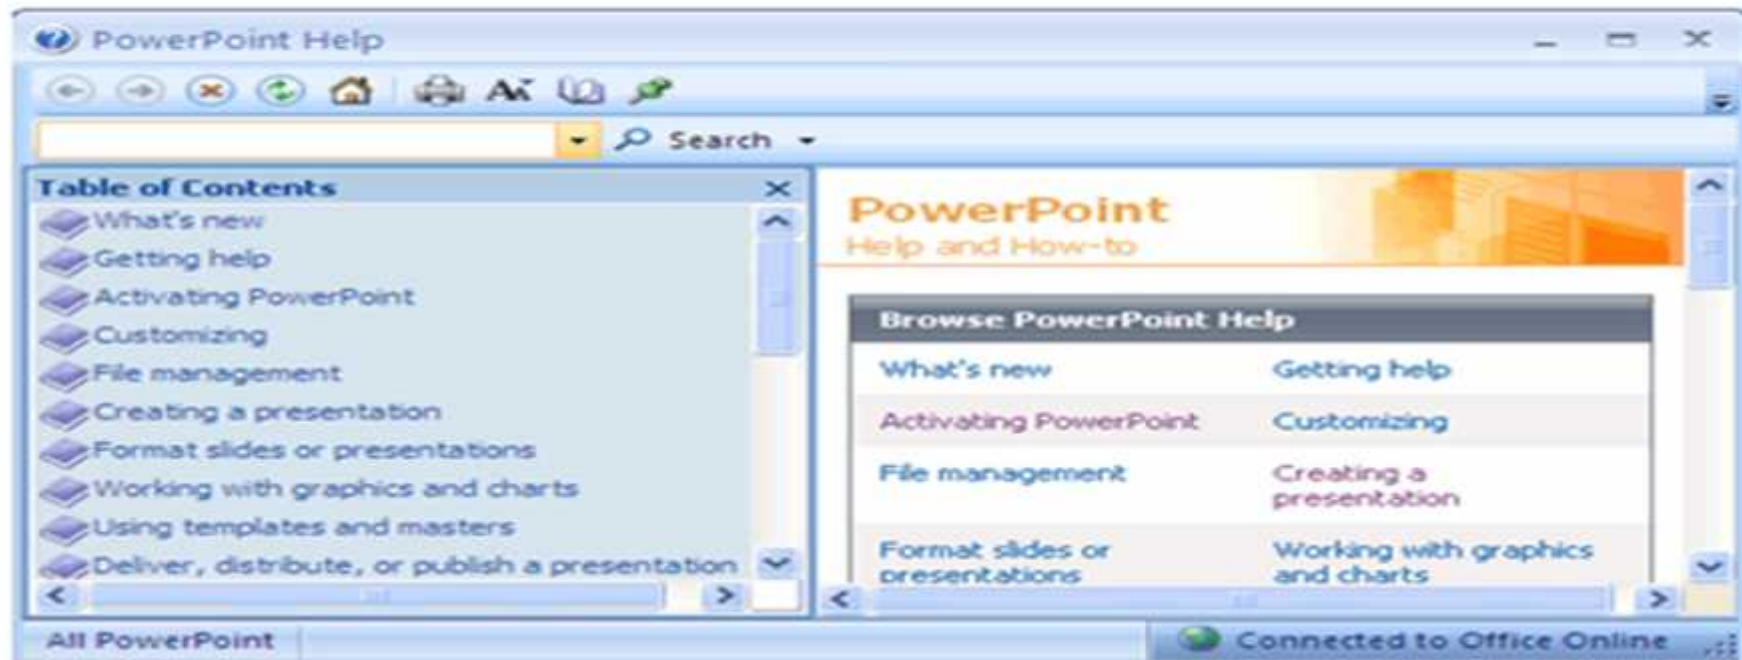 PowerPoint Help
Search
Table of Contents
What's new
Getting help
Activating PowerPoint
Customizing
File management
Creating a presentation
Format slides or presentations
Working with graphics and charts
Using templates and masters
Deliver, distribute, or publish a presentation
PowerPoint
Help and How-to
Browse PowerPoint Help
What's new
Getting help
Activating PowerPoint
Customizing
File management
Creating a
presentation
Format slides or
presentations
Working with graphics
and charts
All PowerPoint
Connected to Office Online